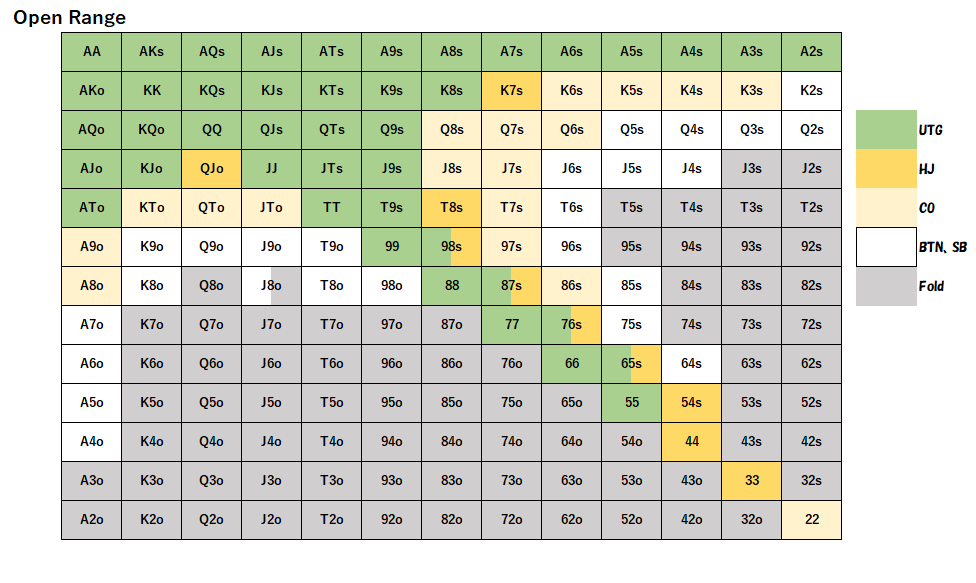 Open Range
AA AKs AQs AJs ATs A9s A8s A7s A6s A5s A4s A3s A2s
AKo KK KQs KJs KTs K9s K8s K7s K6s K5s K4s K3s K2s
AQo KQo QQ QJs QTs Q9s Q8s Q7s Q6s Q5s Q4s Q3s Q2s
UTG
AJo KJo QJo JJ JTs J9s J8s J7s J6s J5s J4s J3s J2s
HJ
ATo KTo QTo JTo TT T9s T8s T7s T6s T5s T4s T3s T2s
CO
A9o K9o Q9o J9o T9o 99 98s 97s 96s 95s 94s 93s 92s
BTN、SB
A8o K8o Q8o J8o T8o 98o 88 87s 86s 85s 84s 83s 82s
Fold
A7o K7o Q7o J7o T7o 97o 87o 77 76s 75s 74s 73s 72s
A6o K6o Q6o J6o T6o 96o 86o 76o 66 65s 64s 63s 62s
A5o K5o Q5o J5o T5o 95o 85o 75o 65o 55 54s 53s 52s
A4o K4o Q4o J4o T4o 94o 84o 74o 64o 54o 44 43s 42s
A3o K3o Q3o J3o T3o 93o 83o 73o 63o 53o 43o 33 32s
A2o K2o Q2o J2o T2o 92o 82o 72o 62o 52o 42o 32o 22